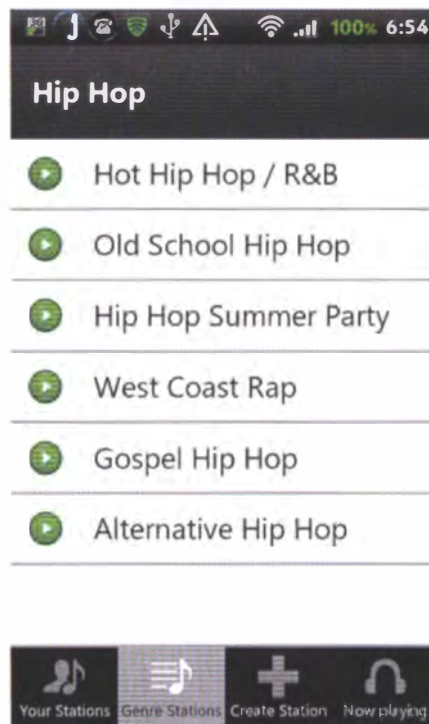 100% 6:54
Hip Hop
Hot Hip Hop / R&B
Old School Hip Hop
Hip Hop Summer Party
West Coast Rap
Gospel Hip Hop
Alternative Hip Hop
Your Stations Genre Stations Create Station Now playing